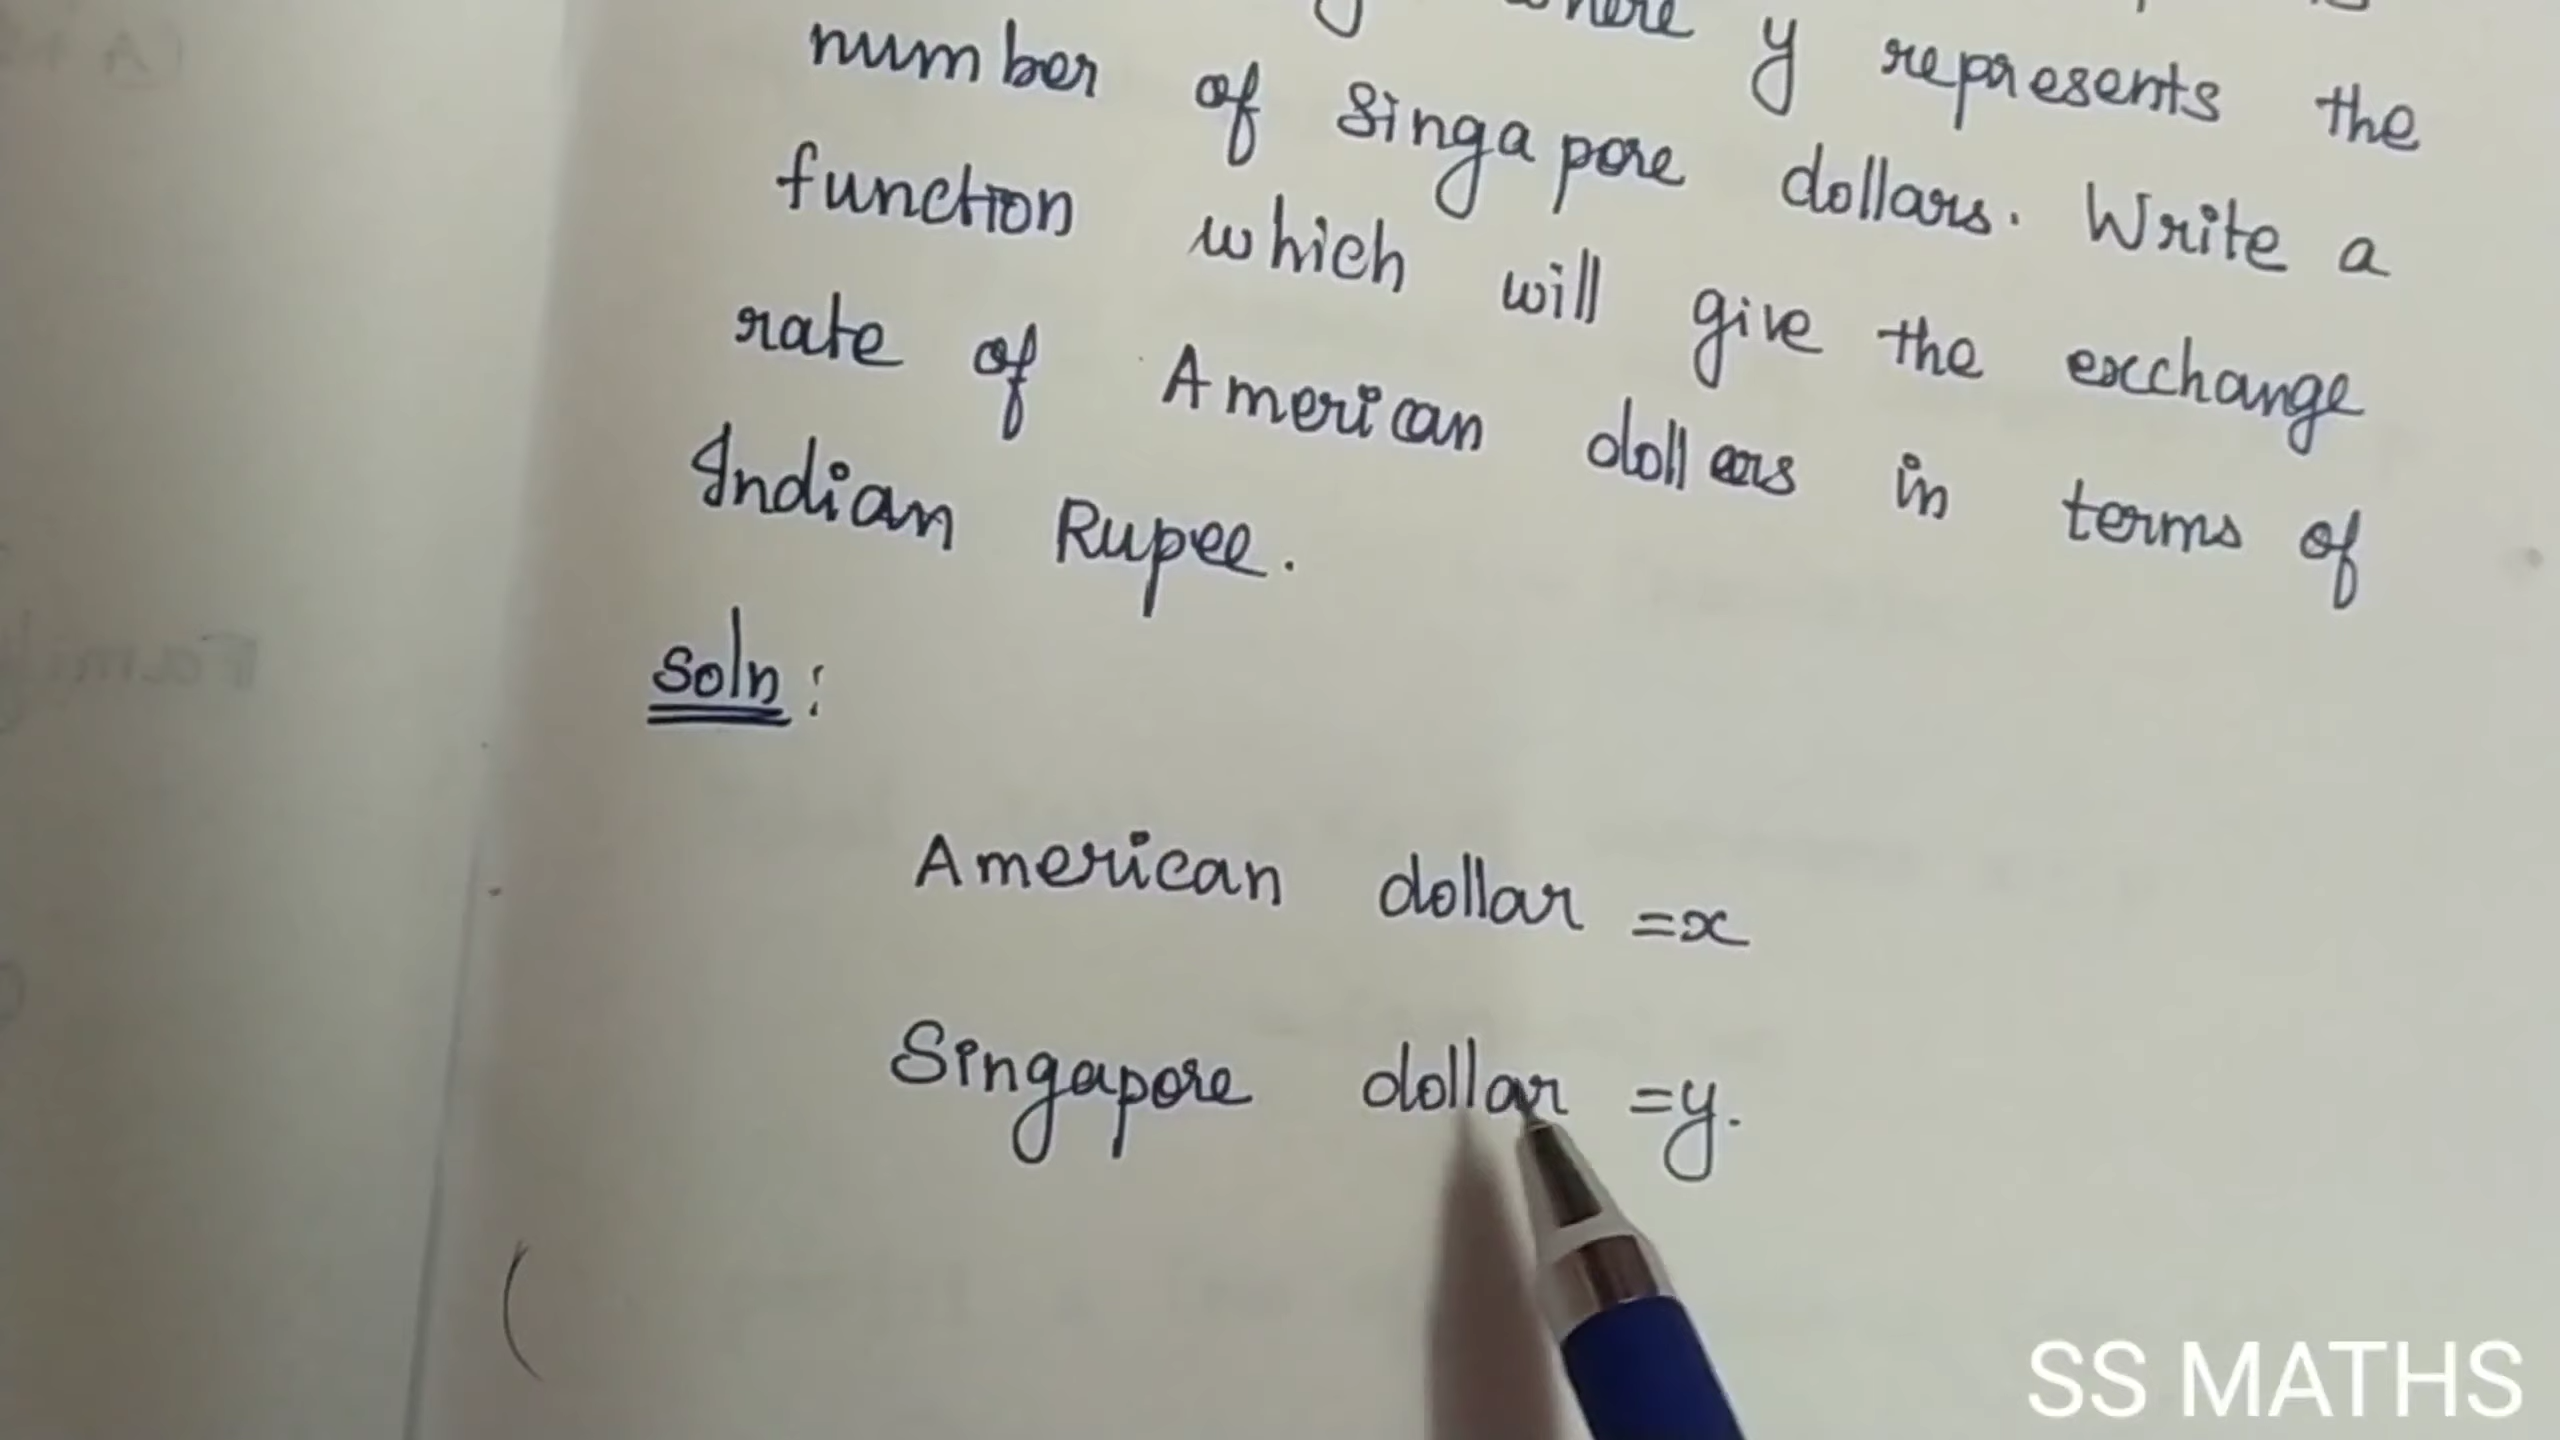 where y represents the
number of Singapore dollars. Write a
function which will give the exchange
rate of American dollars in terms of
Indian Rupee.
soln:
American dollar =x
Singapore dollar =y.
(
SS MATHS